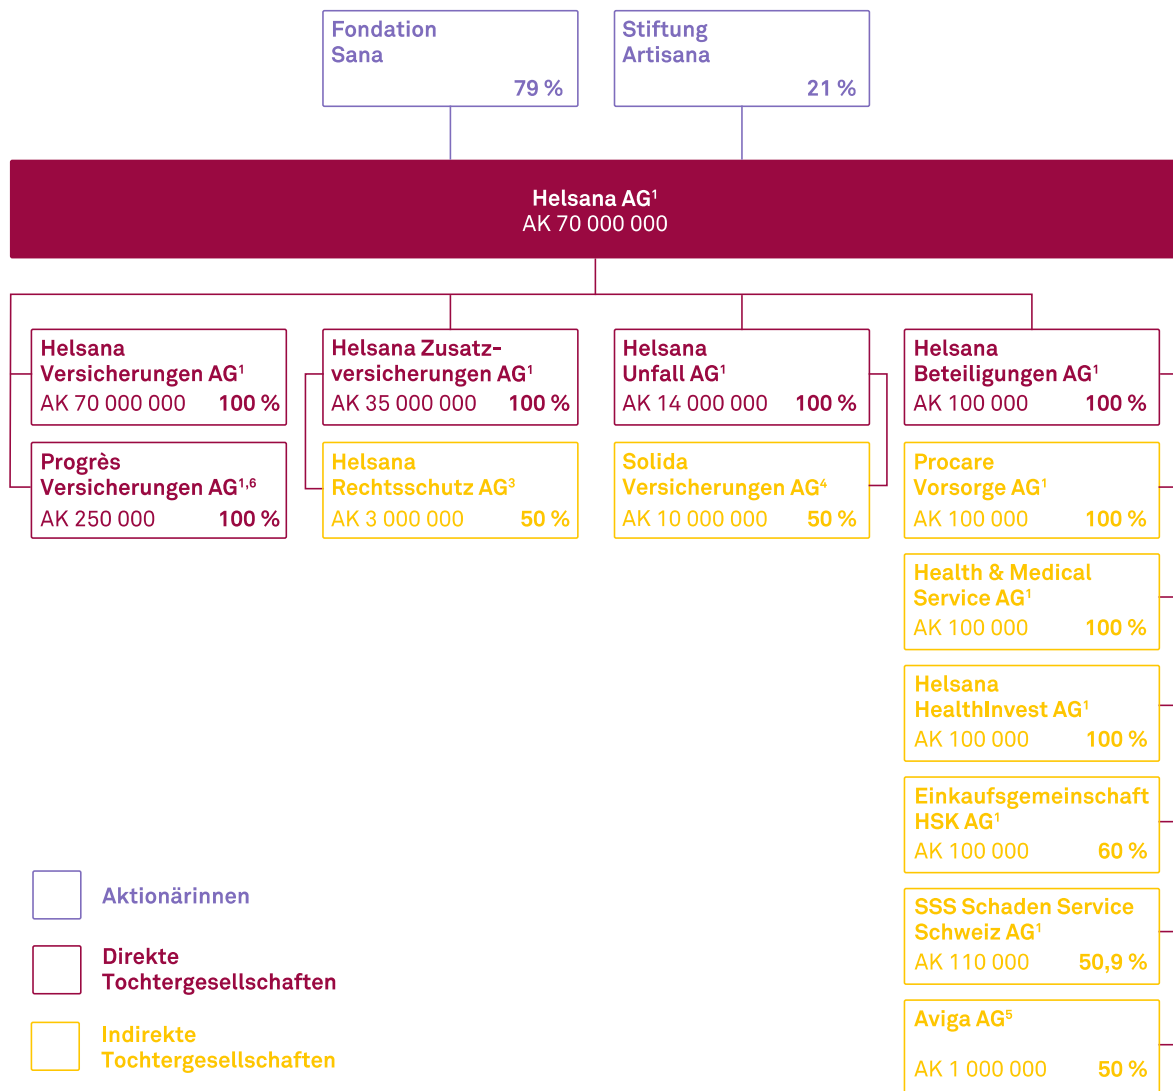 Fondation
Sana
79 %
Stiftung
Artisana
21 %
Helsana AG¹
AK 70 000 000
Helsana
Versicherungen AG¹
AK 70 000 000 100 %
Helsana Zusatz-
versicherungen AG¹
AK 35 000 000 100 %
Helsana
Unfall AG¹
AK 14 000 000 100 %
Helsana
Beteiligungen AG¹
AK 100 000 100 %
Progrès
Versicherungen AG¹,⁶
AK 250 000 100 %
Helsana
Rechtsschutz AG³
AK 3 000 000 50 %
Solida
Versicherungen AG⁴
AK 10 000 000 50 %
Procare
Vorsorge AG¹
AK 100 000 100 %
Health & Medical
Service AG¹
AK 100 000 100 %
Helsana
HealthInvest AG¹
AK 100 000 100 %
Einkaufsgemeinschaft
HSK AG¹
AK 100 000 60 %
SSS Schaden Service
Schweiz AG¹
AK 110 000 50,9 %
Aviga AG⁵
AK 1 000 000 50 %
Aktionärinnen
Direkte
Tochtergesellschaften
Indirekte
Tochtergesellschaften